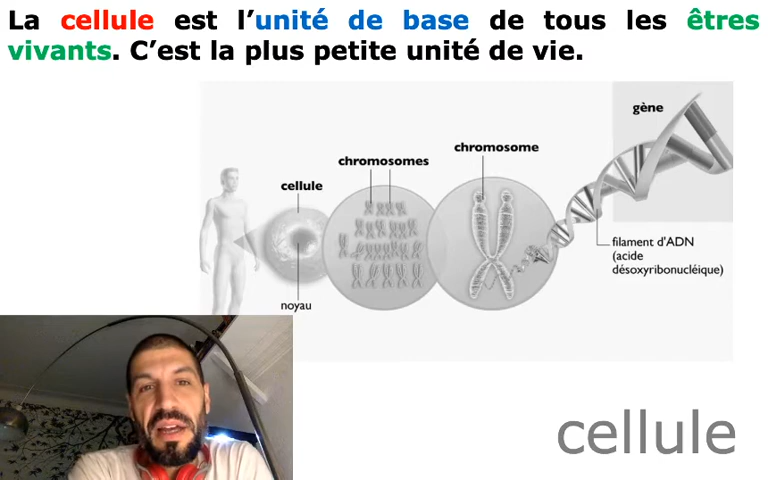 La cellule est l’unité de base de tous les êtres
vivants. C’est la plus petite unité de vie.
gène
chromosome
chromosomes
cellule
filament d'ADN
(acide
désoxyribonucléique)
noyau
cellule